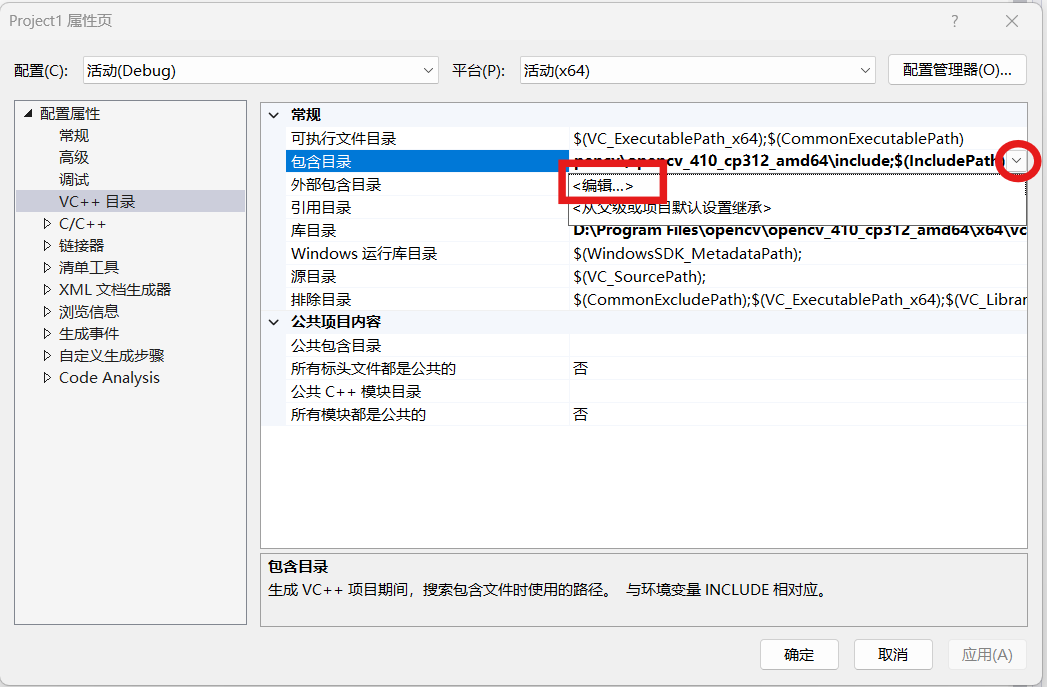 Project1 属性页
配置(C): 活动(Debug) 平台(P): 活动(x64) 配置管理器(O)...
配置属性
常规
高级
调试
VC++ 目录
C/C++
链接器
清单工具
XML 文档生成器
浏览信息
生成事件
自定义生成步骤
Code Analysis
常规
可执行文件目录 $(VC_ExecutablePath_x64);$(CommonExecutablePath)
包含目录 pencv\opencv_410_cp312_amd64\include;$(IncludePath)
外部包含目录 <编辑...>
引用目录 <从父级或项目默认设置继承>
库目录 D:\Program Files\opencv\opencv_410_cp312_amd64\x64\vc
Windows 运行库目录 $(WindowsSDK_MetadataPath);
源目录 $(VC_SourcePath);
排除目录 $(CommonExcludePath);$(VC_ExecutablePath_x64);$(VC_Librar
公共项目内容
公共包含目录
所有标头文件都是公共的 否
公共 C++ 模块目录
所有模块都是公共的 否
包含目录
生成 VC++ 项目期间，搜索包含文件时使用的路径。 与环境变量 INCLUDE 相对应。
确定 取消 应用(A)